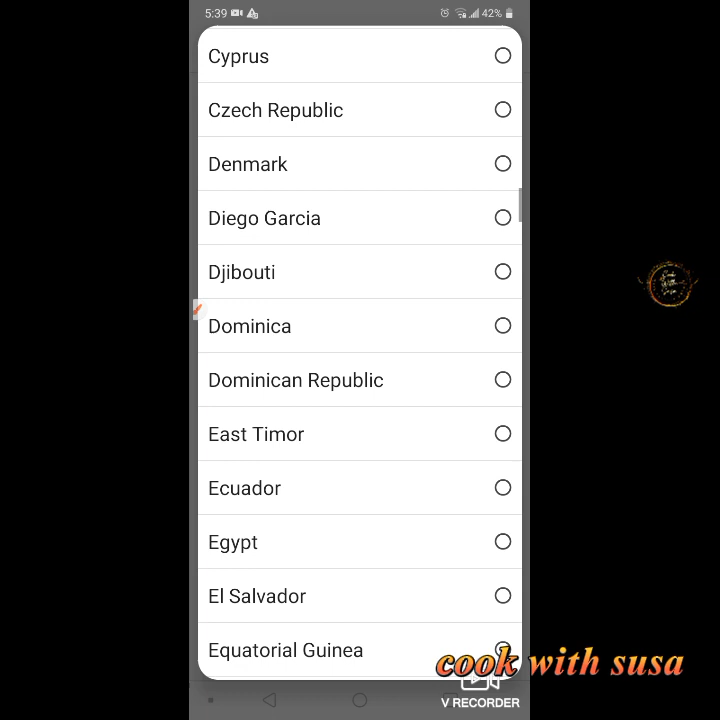 5:39 42%
Cyprus
Czech Republic
Denmark
Diego Garcia
Djibouti
Dominica
Dominican Republic
East Timor
Ecuador
Egypt
El Salvador
Equatorial Guinea
cook with susa
V RECORDER